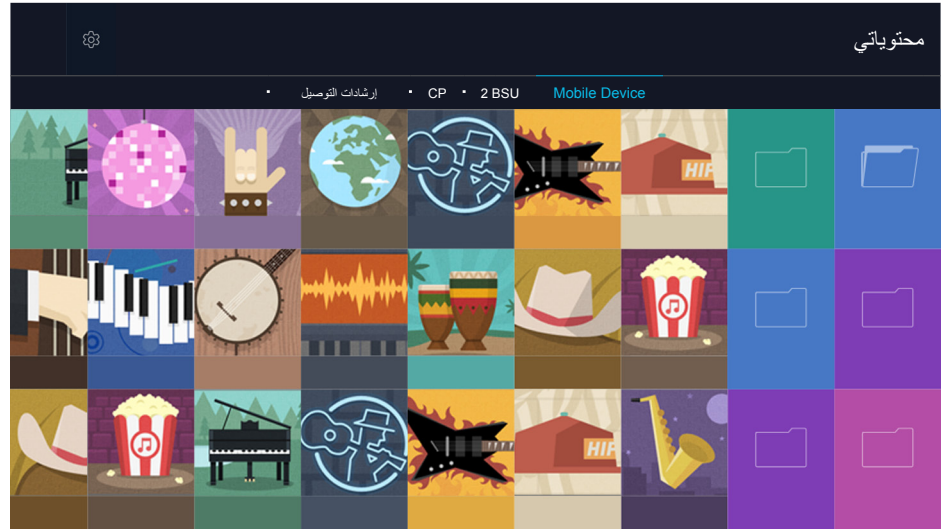 محتوياتي
Mobile Device
2 BSU
CP
إرشادات التوصيل
HIP
HIP